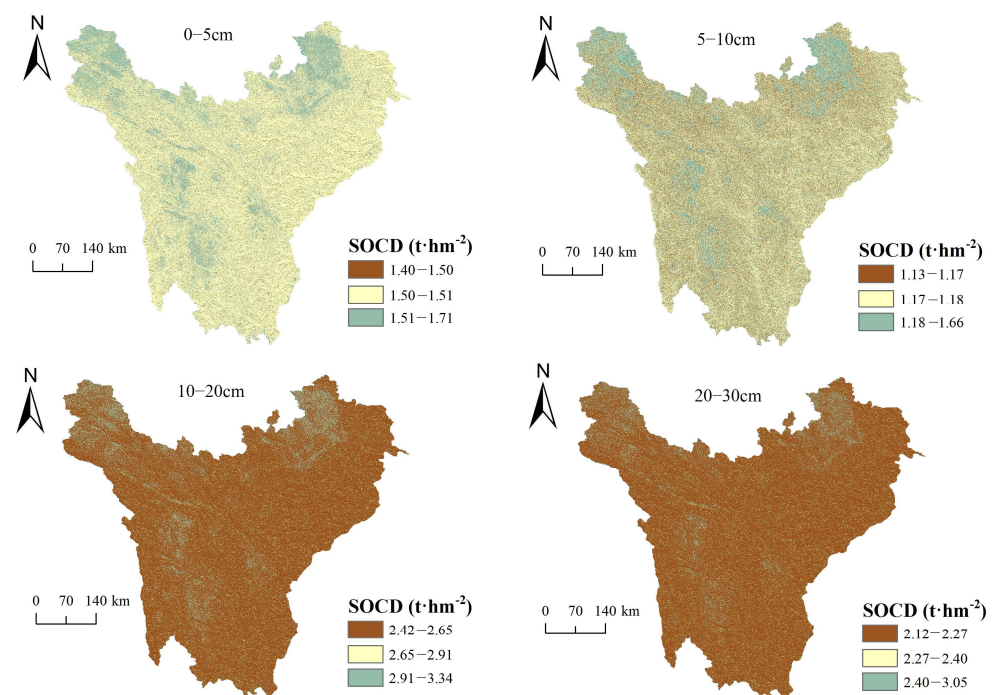 N
0−5cm
0 70 140 km
SOCD (t·hm⁻²)
1.40−1.50
1.50−1.51
1.51−1.71
N
5−10cm
0 70 140 km
SOCD (t·hm⁻²)
1.13−1.17
1.17−1.18
1.18−1.66
N
10−20cm
0 70 140 km
SOCD (t·hm⁻²)
2.42−2.65
2.65−2.91
2.91−3.34
N
20−30cm
0 70 140 km
SOCD (t·hm⁻²)
2.12−2.27
2.27−2.40
2.40−3.05